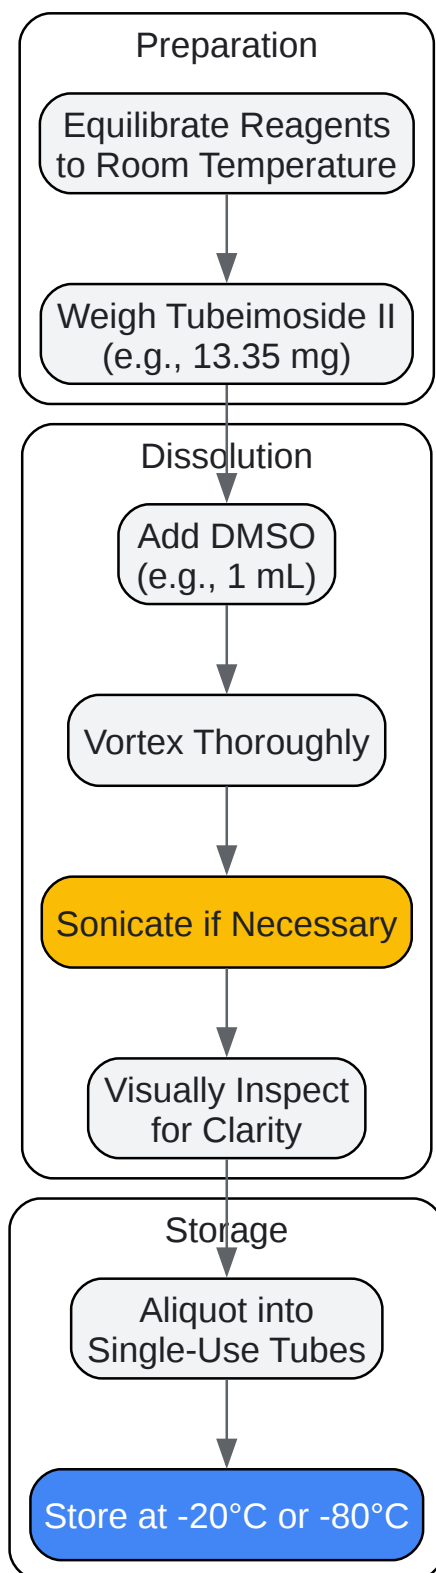 Preparation
Equilibrate Reagents
to Room Temperature
Weigh Tubeimoside II
(e.g., 13.35 mg)
Dissolution
Add DMSO
(e.g., 1 mL)
Vortex Thoroughly
Sonicate if Necessary
Visually Inspect
for Clarity
Storage
Aliquot into
Single-Use Tubes
Store at -20°C or -80°C